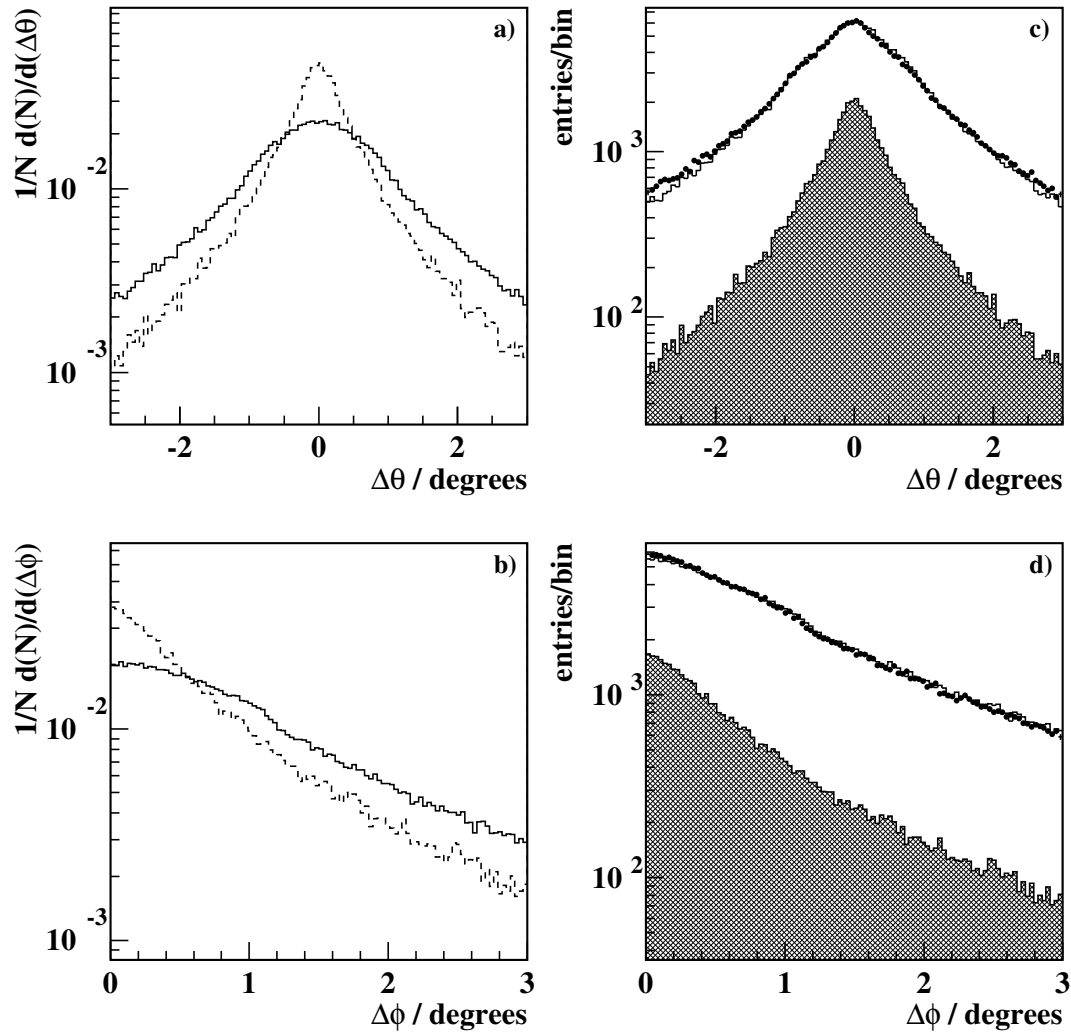 a)
1/N d(N)/d(Δθ)
10 -2
10 -3
-2 0 2
Δθ / degrees
c)
entries/bin
10 3
10 2
-2 0 2
Δθ / degrees
b)
1/N d(N)/d(Δϕ)
10 -2
10 -3
0 1 2 3
Δϕ / degrees
d)
entries/bin
10 3
10 2
0 1 2 3
Δϕ / degrees